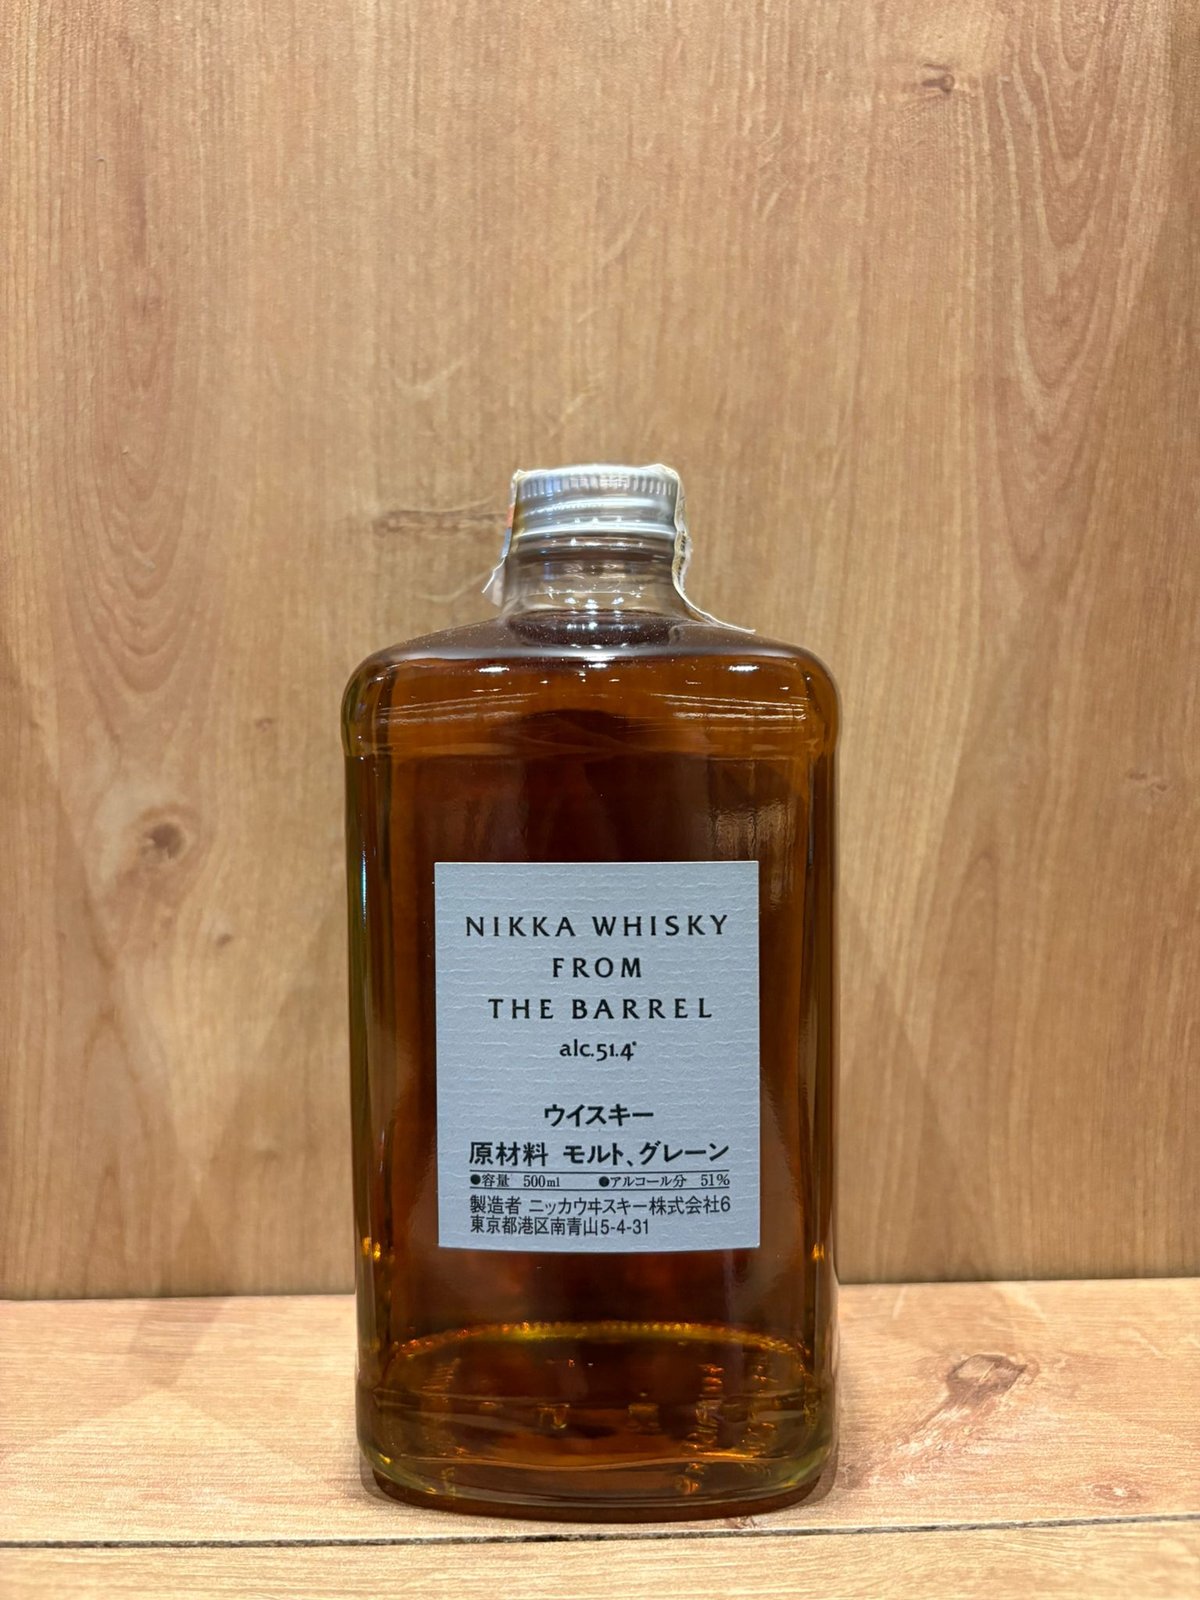 NIKKA WHISKY
FROM
THE BARREL
alc.51.4°
ウイスキー
原材料 モルト、グレーン
●容量 500ml ●アルコール分 51%
製造者 ニッカウヰスキー株式会社6
東京都港区南青山5-4-31